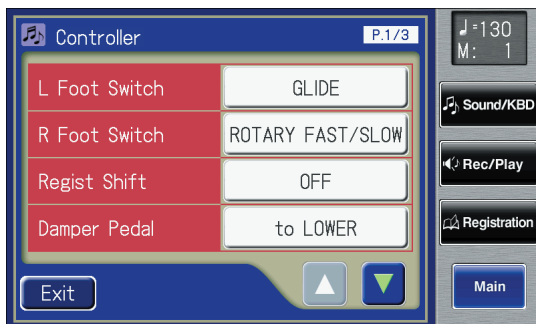 Controller
P.1/3
L Foot Switch GLIDE
R Foot Switch ROTARY FAST/SLOW
Regist Shift OFF
Damper Pedal to LOWER
Exit
♩=130
M: 1
Sound/KBD
Rec/Play
Registration
Main